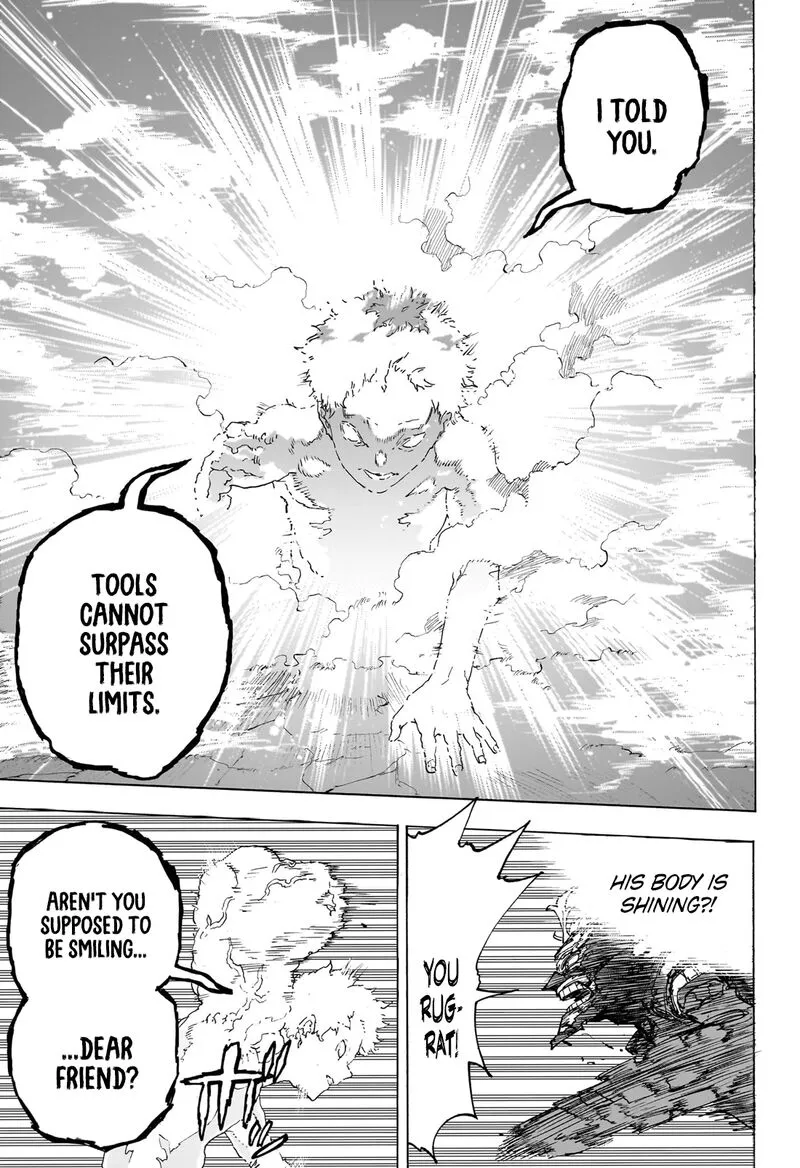 I TOLD
YOU.
TOOLS
CANNOT
SURPASS
THEIR
LIMITS.
HIS BODY IS
SHINING?!
YOU
RUG-
RAT!
AREN'T YOU
SUPPOSED TO
BE SMILING...
...DEAR
FRIEND?